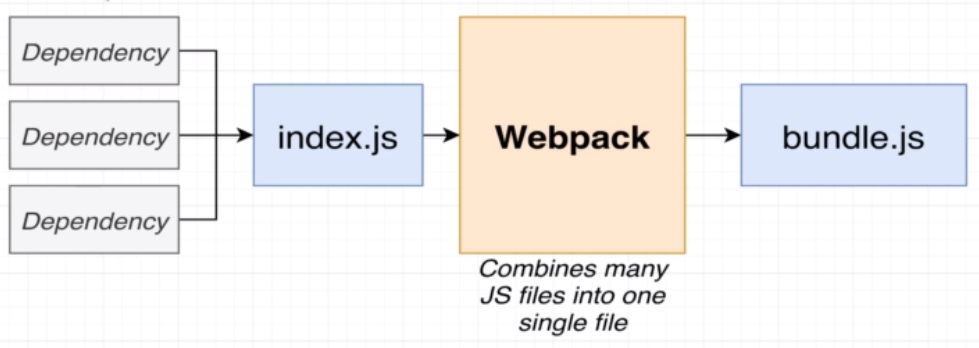 Dependency
Dependency
Dependency
index.js
Webpack
bundle.js
Combines many
JS files into one
single file